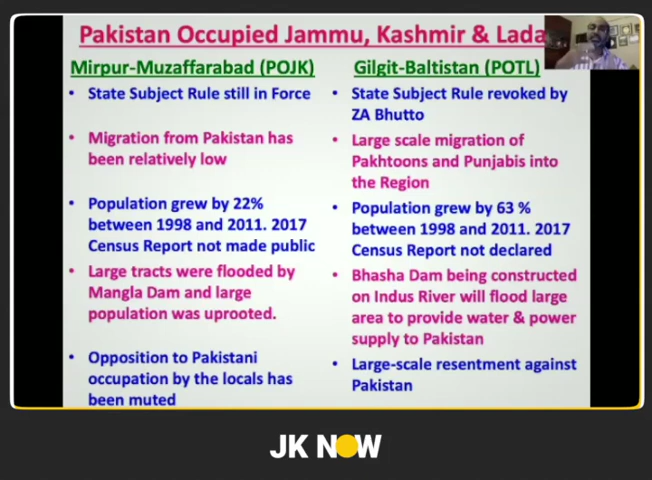 Pakistan Occupied Jammu, Kashmir & Lada
Mirpur-Muzaffarabad (POJK)
• State Subject Rule still in Force
• Migration from Pakistan has
been relatively low
• Population grew by 22%
between 1998 and 2011. 2017
Census Report not made public
• Large tracts were flooded by
Mangla Dam and large
population was uprooted.
• Opposition to Pakistani
occupation by the locals has
been muted
Gilgit-Baltistan (POTL)
• State Subject Rule revoked by
ZA Bhutto
• Large scale migration of
Pakhtoons and Punjabis into
the Region
• Population grew by 63 %
between 1998 and 2011. 2017
Census Report not declared
• Bhasha Dam being constructed
on Indus River will flood large
area to provide water & power
supply to Pakistan
• Large-scale resentment against
Pakistan
JK NOW